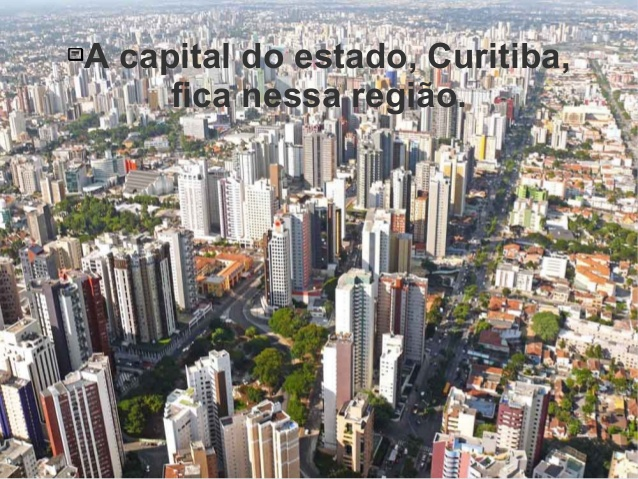 A capital do estado, Curitiba,
fica nessa região.